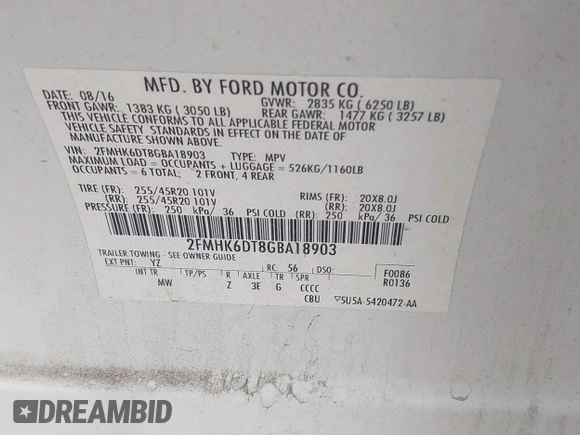 MFD. BY FORD MOTOR CO.
DATE: 08/16 GVWR: 2835 KG ( 6250 LB)
FRONT GAWR: 1383 KG ( 3050 LB) REAR GAWR: 1477 KG ( 3257 LB)
THIS VEHICLE CONFORMS TO ALL APPLICABLE FEDERAL MOTOR
VEHICLE SAFETY STANDARDS IN EFFECT ON THE DATE OF
MANUFACTURE SHOWN ABOVE.
VIN: 2FMHK6DT8GBA18903 TYPE: MPV
MAXIMUM LOAD = OCCUPANTS + LUGGAGE = 526KG/1160LB
OCCUPANTS = 6 TOTAL; 2 FRONT, 4 REAR
TIRE (FR): 255/45R20 101V RIMS (FR): 20X8.0J
(RR): 255/45R20 101V (RR): 20X8.0J
PRESSURE (FR): 250 kPa/ 36 PSI COLD (RR): 250 kPa/ 36 PSI COLD
2FMHK6DT8GBA18903
TRAILER TOWING - SEE OWNER GUIDE
EXT PNT: YZ RC: 56 DSO: F0086
R0136
INT TR TP/PS R AXLE TR SPR
MW Z 3E G CCCC
CBU ▽5U5A-5420472-AA
DREAMBID